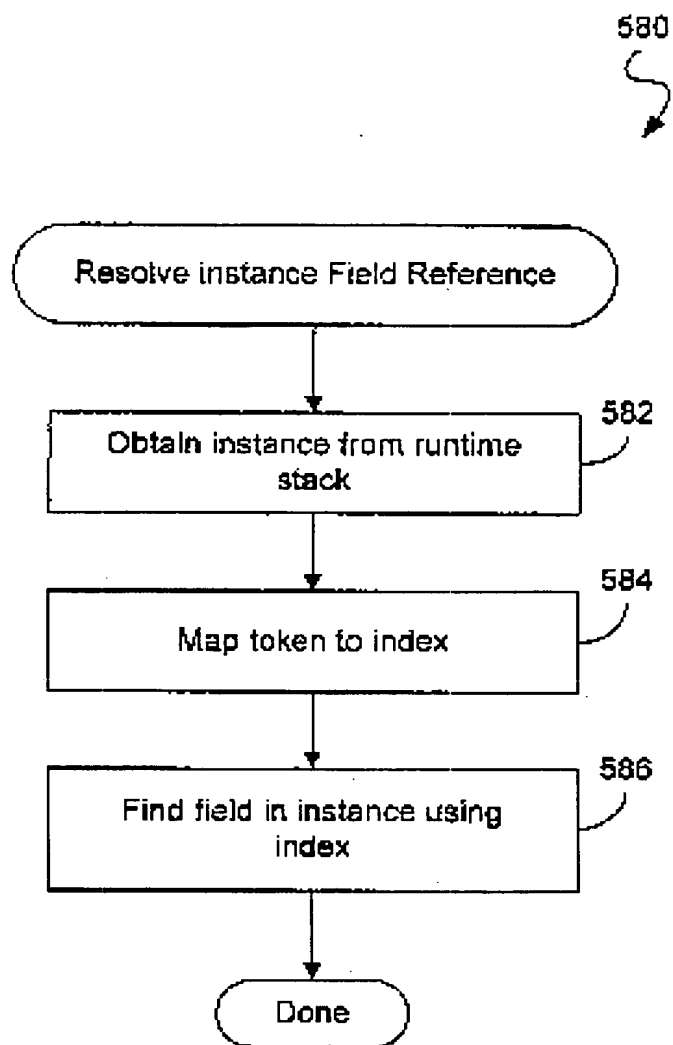 580
Resolve instance Field Reference
582
Obtain instance from runtime
stack
584
Map token to index
586
Find field in instance using
index
Done